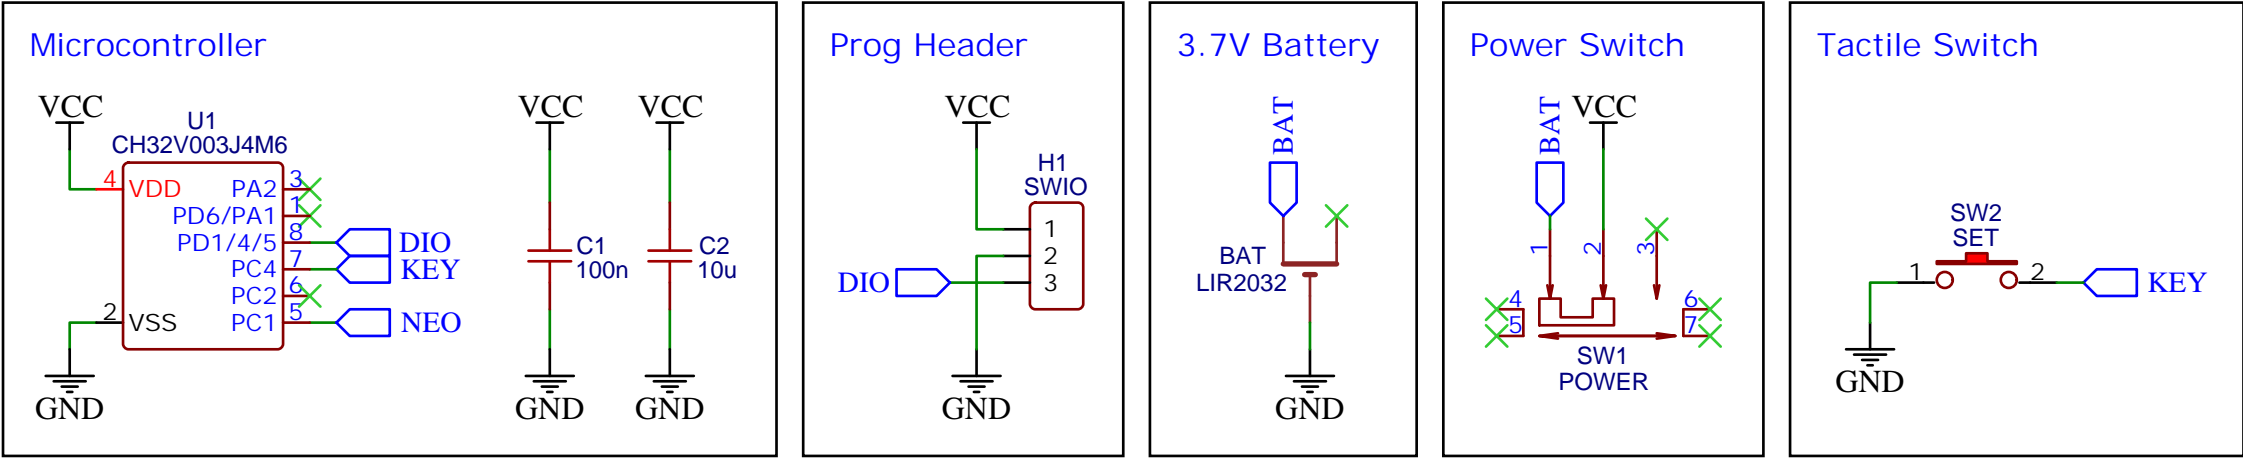 Microcontroller
VCC
U1
CH32V003J4M6
4 VDD
2 VSS
PA2 3
PD6/PA1 1
PD1/4/5 8 DIO
PC4 7 KEY
PC2 6
PC1 5 NEO
GND
VCC
C1
100n
GND
VCC
C2
10u
GND
Prog Header
VCC
H1
SWIO
1
2
3
DIO
GND
3.7V Battery
BAT
BAT
LIR2032
GND
Power Switch
BAT
VCC
1
2
3
4
5
6
7
SW1
POWER
Tactile Switch
SW2
SET
1
2
KEY
GND